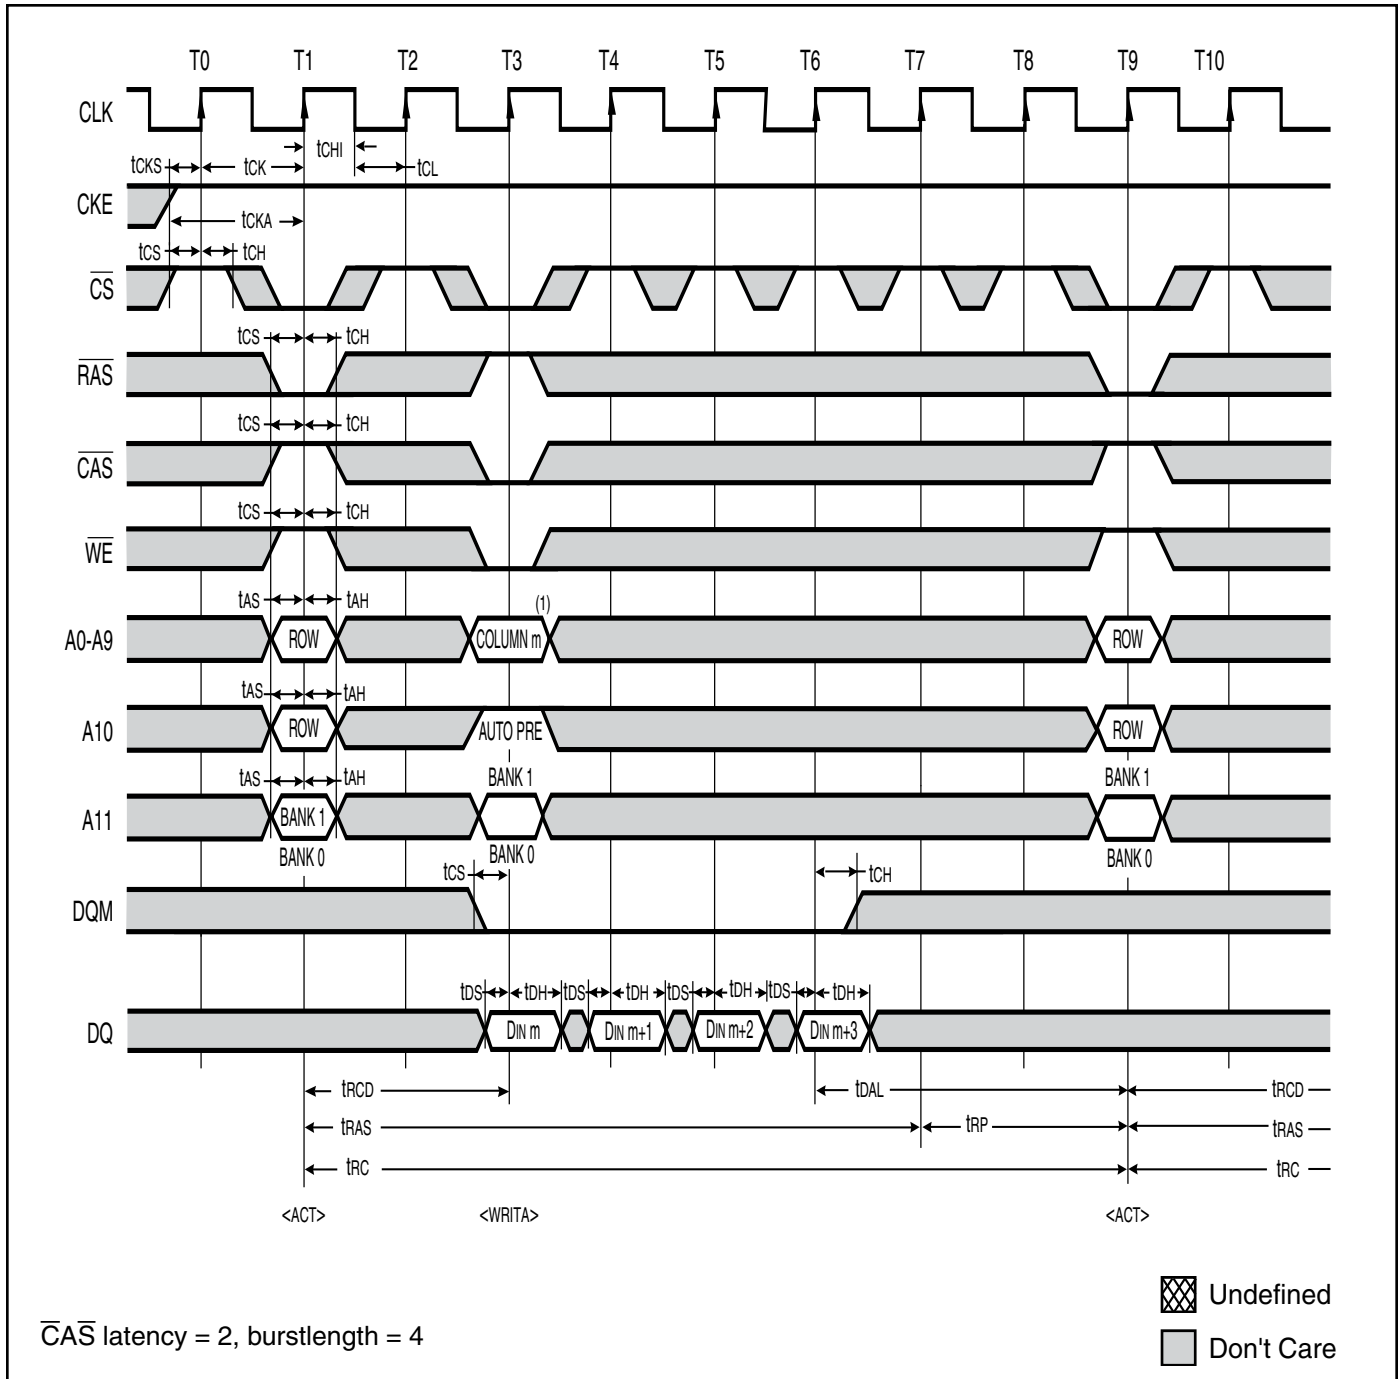 T0 T1 T2 T3 T4 T5 T6 T7 T8 T9 T10
CLK
tCHI
tCKS tCK tCL
CKE
tCKA
tCS tCH
CS
tCS tCH
RAS
tCS tCH
CAS
tCS tCH
WE
tAS tAH (1)
A0-A9 ROW COLUMN m ROW
tAS tAH
A10 ROW AUTO PRE ROW
tAS tAH BANK 1 BANK 1
A11 BANK 1
BANK 0 BANK 0 BANK 0
tCS tCH
DQM
tDS tDH tDS tDH tDS tDH tDS tDH
DQ DIN m DIN m+1 DIN m+2 DIN m+3
tRCD tDAL tRCD
tRAS tRP tRAS
tRC tRC
<ACT> <WRITA> <ACT>
Undefined
CAS latency = 2, burstlength = 4
Don't Care